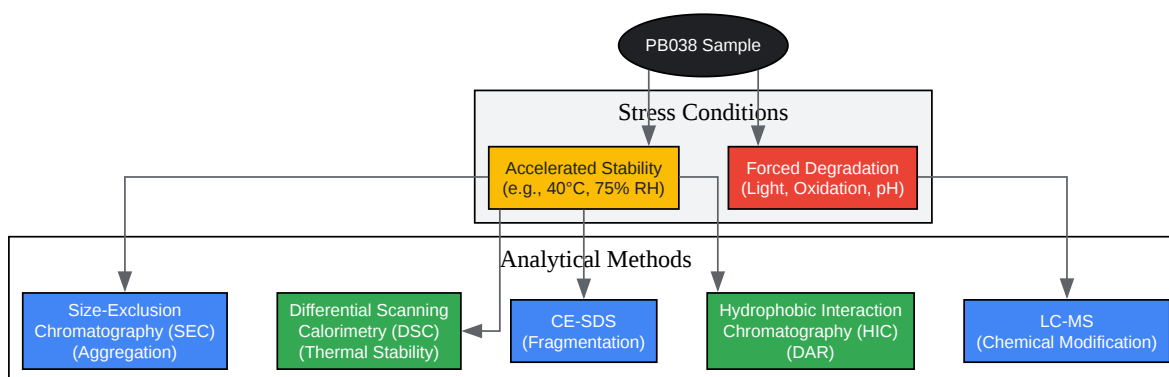 PB038 Sample
Stress Conditions
Accelerated Stability
(e.g., 40°C, 75% RH)
Forced Degradation
(Light, Oxidation, pH)
Analytical Methods
Size-Exclusion
Chromatography (SEC)
(Aggregation)
Differential Scanning
Calorimetry (DSC)
(Thermal Stability)
CE-SDS
(Fragmentation)
Hydrophobic Interaction
Chromatography (HIC)
(DAR)
LC-MS
(Chemical Modification)